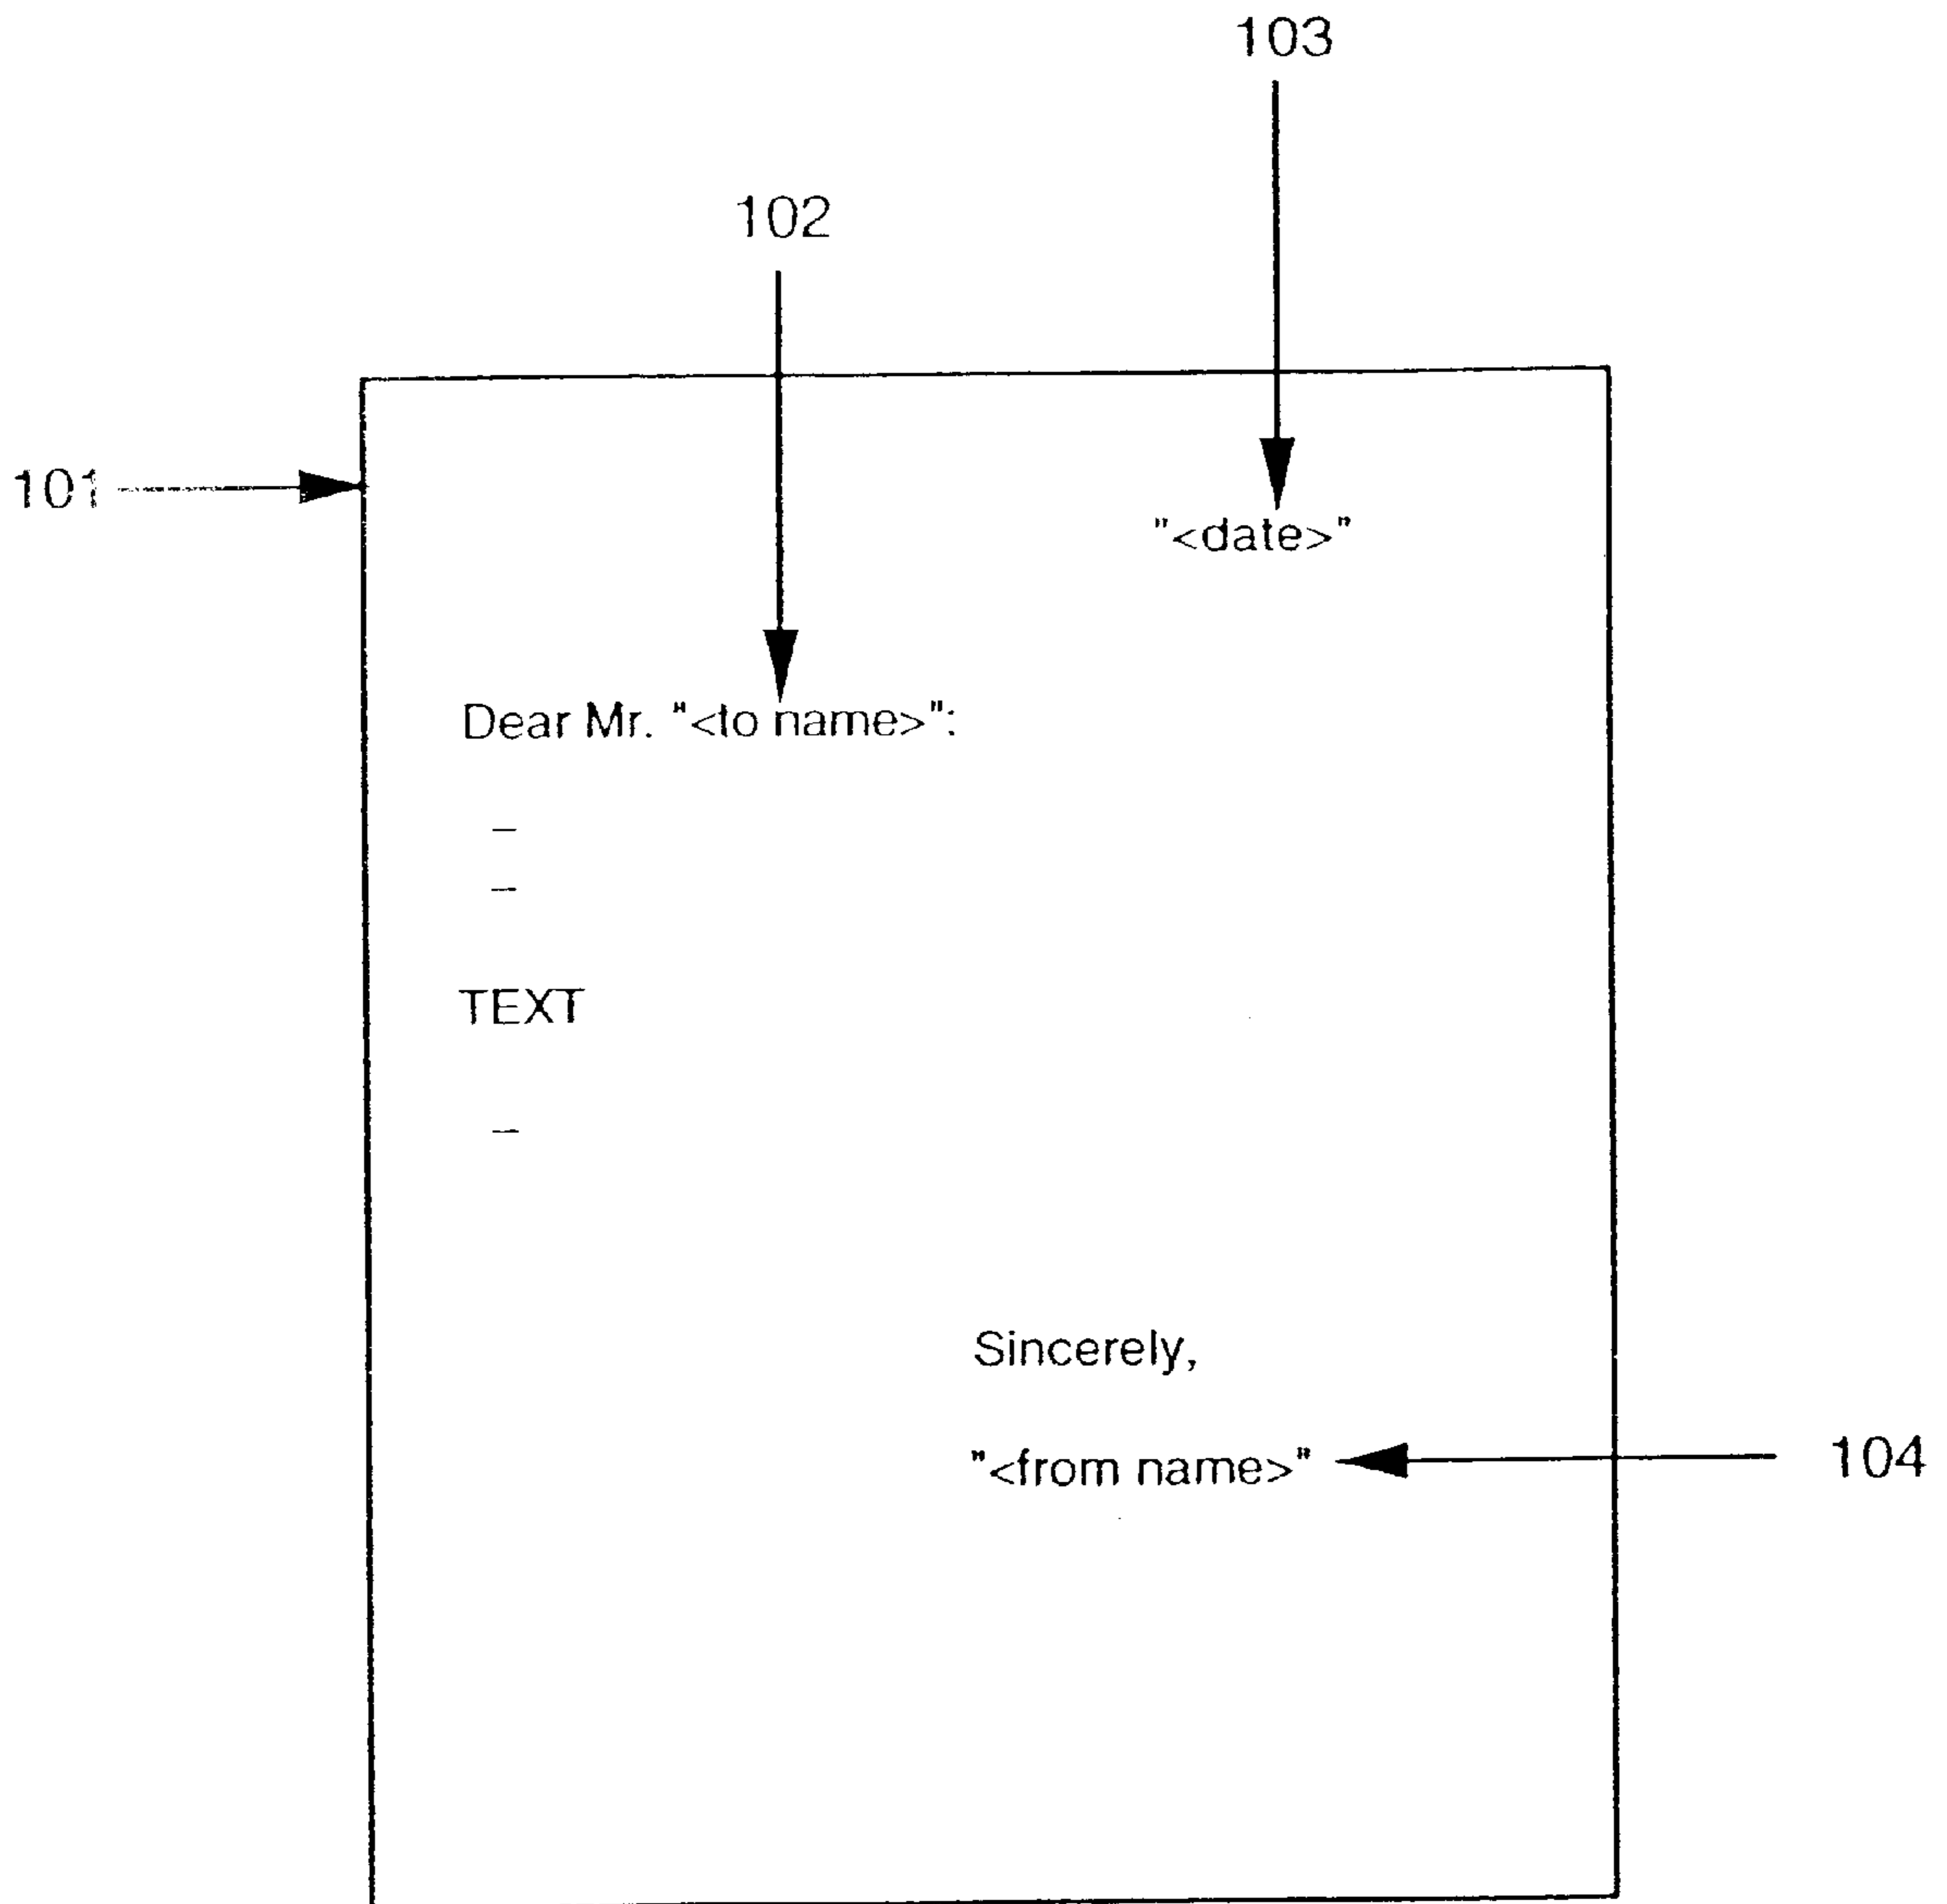 103
102
101
"<date>"
Dear Mr. "<to name>":
–
–
TEXT
–
Sincerely,
"<from name>"
104